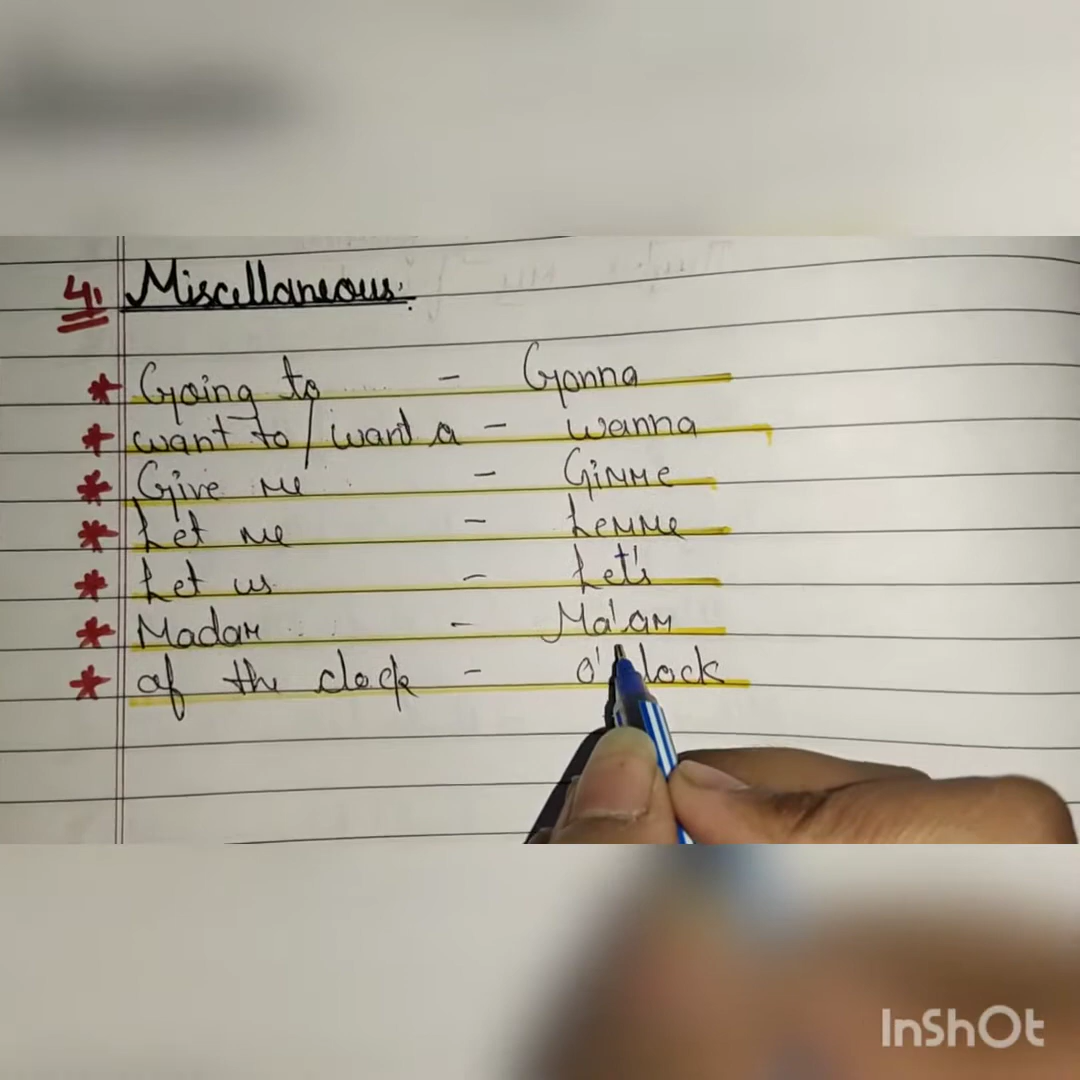 4. Miscellaneous:
* Going to - Gonna
* want to / want a - wanna
* Give me - Gimme
* Let me - Lemme
* Let us - Let's
* Madam - Ma'am
* of the clock - o'clock
InShOt